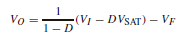 V_O = \frac{1}{1 - D}(V_I - DV_{SAT}) - V_F